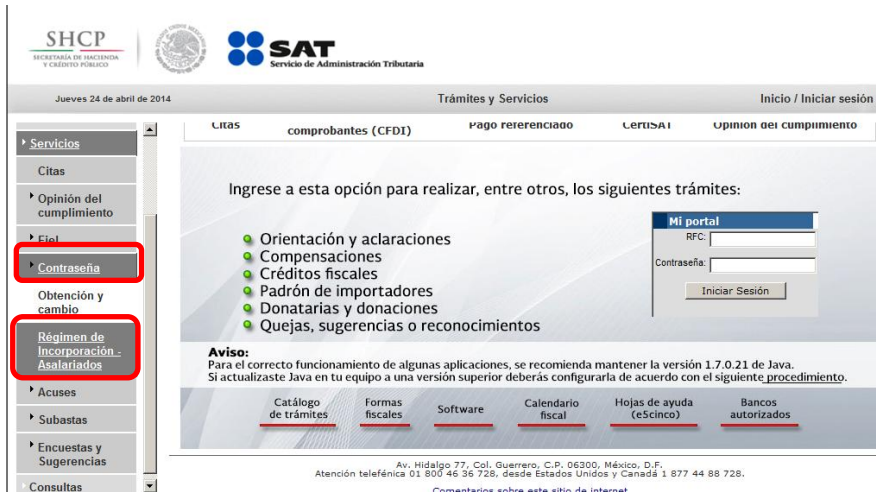 SHCP
SECRETARÍA DE HACIENDA
Y CRÉDITO PÚBLICO
SAT
Servicio de Administración Tributaria
Jueves 24 de abril de 2014
Trámites y Servicios
Inicio / Iniciar sesión
Servicios
Citas
Opinión del
cumplimiento
Fiel
Contraseña
Obtención y
cambio
Régimen de
Incorporación -
Asalariados
Acuses
Subastas
Encuestas y
Sugerencias
Consultas
Citas
comprobantes (CFDI)
Pago referenciado
CertiSAT
Opinión del cumplimiento
Ingrese a esta opción para realizar, entre otros, los siguientes trámites:
Orientación y aclaraciones
Compensaciones
Créditos fiscales
Padrón de importadores
Donatarias y donaciones
Quejas, sugerencias o reconocimientos
Mi portal
RFC:
Contraseña:
Iniciar Sesión
Aviso:
Para el correcto funcionamiento de algunas aplicaciones, se recomienda mantener la versión 1.7.0.21 de Java.
Si actualizaste Java en tu equipo a una versión superior deberás configurarla de acuerdo con el siguiente procedimiento.
Catálogo
de trámites
Formas
fiscales
Software
Calendario
fiscal
Hojas de ayuda
(e5cinco)
Bancos
autorizados
Av. Hidalgo 77, Col. Guerrero, C.P. 06300, México, D.F.
Atención telefénica 01 800 46 36 728, desde Estados Unidos y Canadá 1 877 44 88 728.
Comentarios sobre este sitio de internet